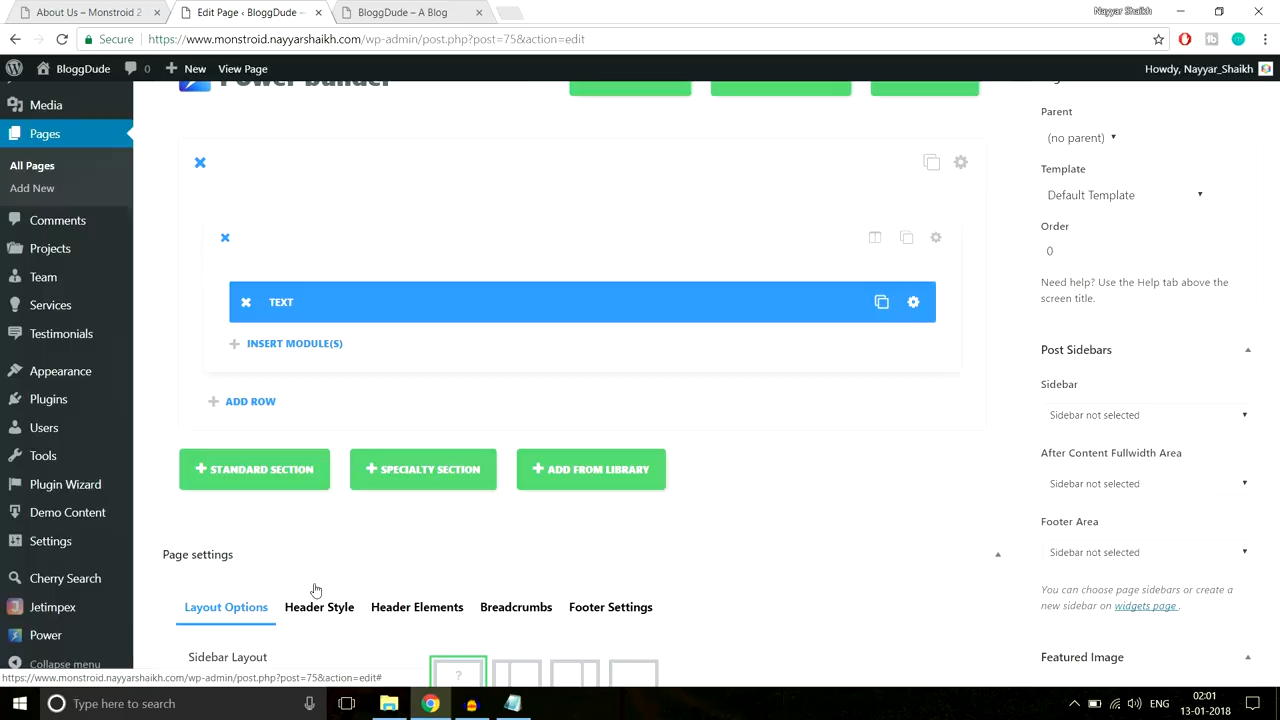 About Us – Monstroid 2
Edit Page ‹ BloggDude —
BloggDude – A Blog
Nayyar Shaikh
Secure
https://www.monstroid.nayyarshaikh.com/wp-admin/post.php?post=75&action=edit
BloggDude
0
New
View Page
Howdy, Nayyar_Shaikh
Media
Pages
All Pages
Add New
Comments
Projects
Team
Services
Testimonials
Appearance
Plugins
Users
Tools
Plugin Wizard
Demo Content
Settings
Cherry Search
Jetimpex
Power
Collapse menu
Power builder
TEXT
INSERT MODULE(S)
ADD ROW
STANDARD SECTION
SPECIALTY SECTION
ADD FROM LIBRARY
Page settings
Layout Options
Header Style
Header Elements
Breadcrumbs
Footer Settings
Sidebar Layout
?
Parent
(no parent)
Template
Default Template
Order
0
Need help? Use the Help tab above the
screen title.
Post Sidebars
Sidebar
Sidebar not selected
After Content Fullwidth Area
Sidebar not selected
Footer Area
Sidebar not selected
You can choose page sidebars or create a
new sidebar on widgets page .
Featured Image
https://www.monstroid.nayyarshaikh.com/wp-admin/post.php?post=75&action=edit#
Type here to search
ENG
02:01
13-01-2018